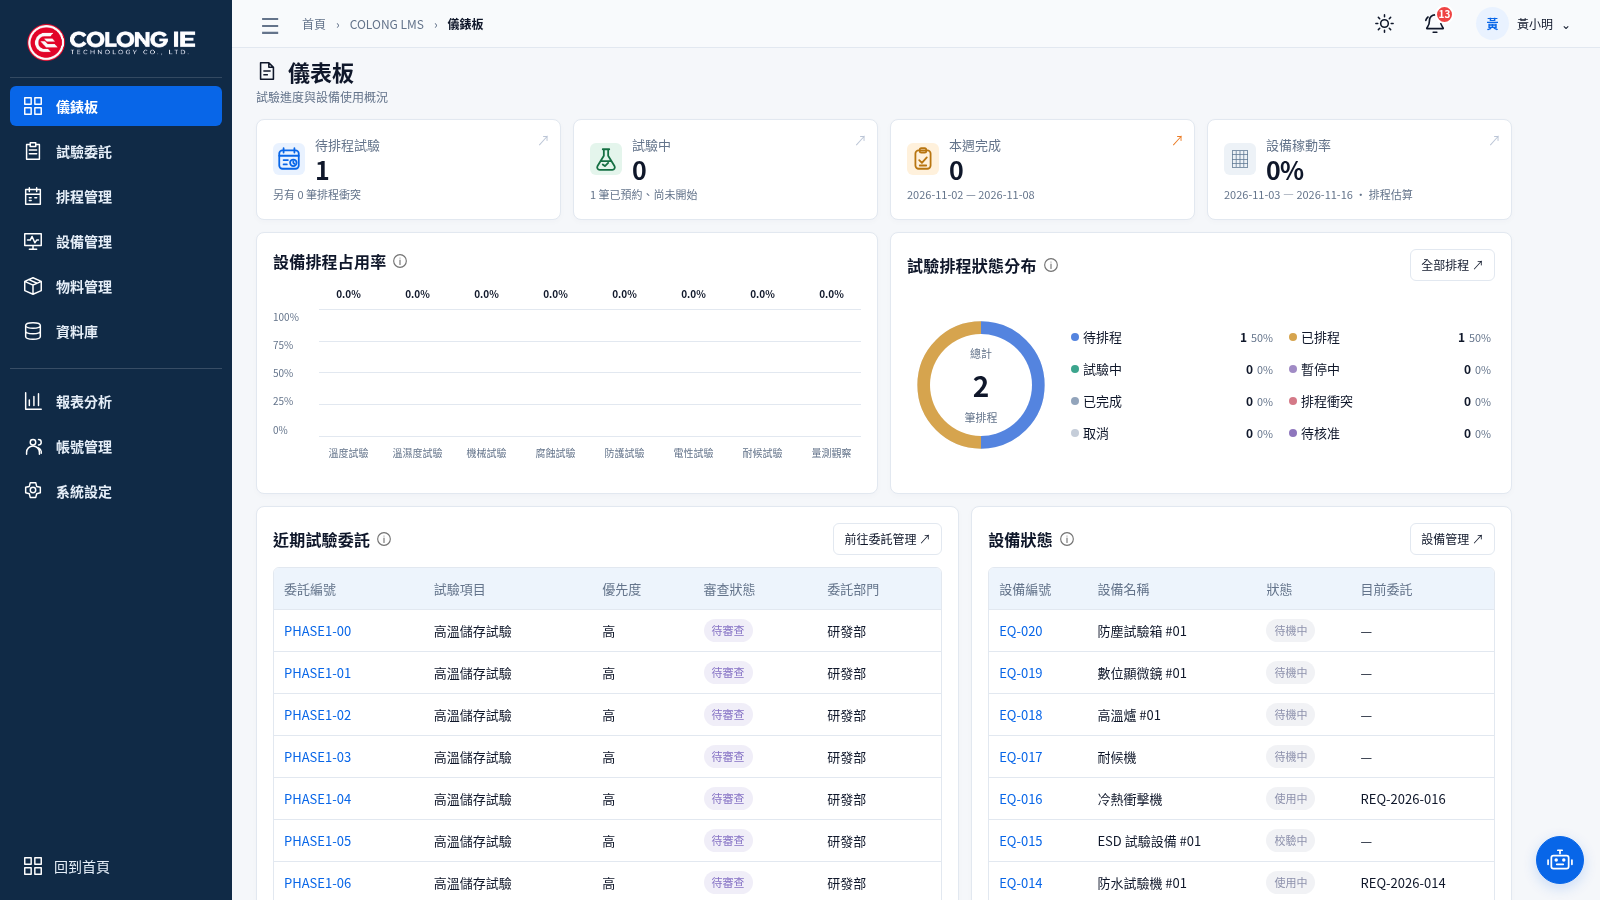 COLONG IE
TECHNOLOGY CO., LTD.
儀錶板
試驗委託
排程管理
設備管理
物料管理
資料庫
報表分析
帳號管理
系統設定
回到首頁
首頁 › COLONG LMS › 儀錶板
13
黃 黃小明
儀表板
試驗進度與設備使用概況
待排程試驗
1
另有 0 筆排程衝突
↗
試驗中
0
1 筆已預約、尚未開始
↗
本週完成
0
2026-11-02 — 2026-11-08
↗
設備稼動率
0%
2026-11-03 — 2026-11-16 · 排程估算
↗
設備排程占用率
0.0% 0.0% 0.0% 0.0% 0.0% 0.0% 0.0% 0.0%
100%
75%
50%
25%
0%
溫度試驗 溫濕度試驗 機械試驗 腐蝕試驗 防護試驗 電性試驗 耐候試驗 量測觀察
試驗排程狀態分布
全部排程 ↗
總計
2
筆排程
待排程 1 50% 已排程 1 50%
試驗中 0 0% 暫停中 0 0%
已完成 0 0% 排程衝突 0 0%
取消 0 0% 待核准 0 0%
近期試驗委託
前往委託管理 ↗
委託編號 試驗項目 優先度 審查狀態 委託部門
PHASE1-00 高溫儲存試驗 高 待審查 研發部
PHASE1-01 高溫儲存試驗 高 待審查 研發部
PHASE1-02 高溫儲存試驗 高 待審查 研發部
PHASE1-03 高溫儲存試驗 高 待審查 研發部
PHASE1-04 高溫儲存試驗 高 待審查 研發部
PHASE1-05 高溫儲存試驗 高 待審查 研發部
PHASE1-06 高溫儲存試驗 高 待審查 研發部
設備狀態
設備管理 ↗
設備編號 設備名稱 狀態 目前委託
EQ-020 防塵試驗箱 #01 待機中 —
EQ-019 數位顯微鏡 #01 待機中 —
EQ-018 高溫爐 #01 待機中 —
EQ-017 耐候機 待機中 —
EQ-016 冷熱衝擊機 使用中 REQ-2026-016
EQ-015 ESD 試驗設備 #01 校驗中 —
EQ-014 防水試驗機 #01 使用中 REQ-2026-014